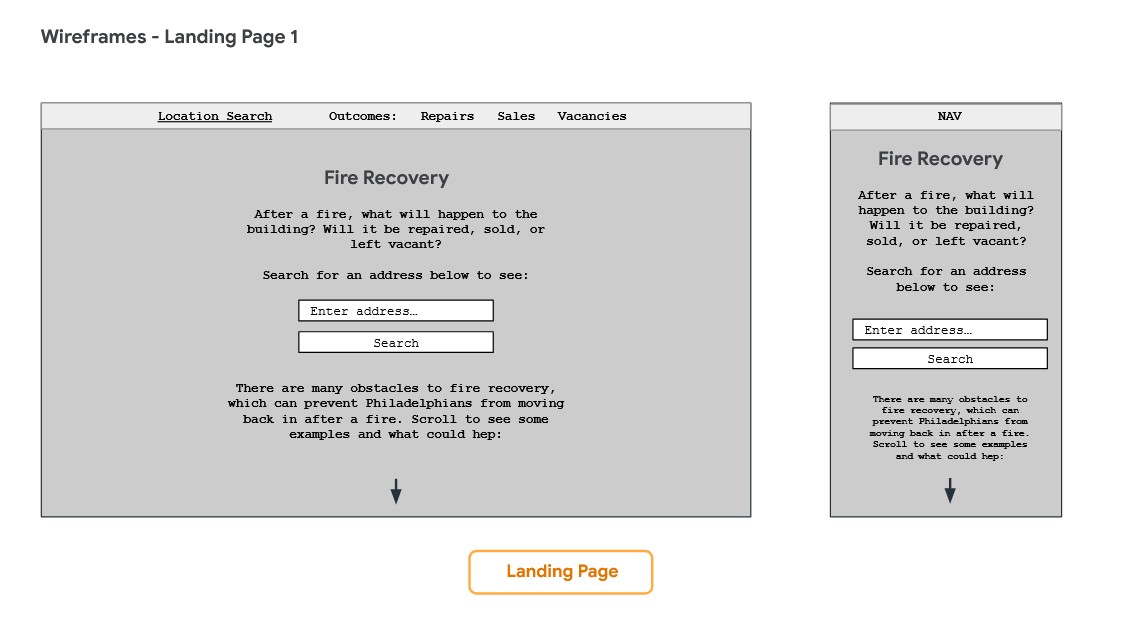 Wireframes - Landing Page 1
Location Search Outcomes: Repairs Sales Vacancies
Fire Recovery
After a fire, what will happen to the
building? Will it be repaired, sold, or
left vacant?
Search for an address below to see:
Enter address…
Search
There are many obstacles to fire recovery,
which can prevent Philadelphians from moving
back in after a fire. Scroll to see some
examples and what could hep:
NAV
Fire Recovery
After a fire, what will
happen to the building?
Will it be repaired,
sold, or left vacant?
Search for an address
below to see:
Enter address…
Search
There are many obstacles to
fire recovery, which can
prevent Philadelphians from
moving back in after a fire.
Scroll to see some examples
and what could hep:
Landing Page